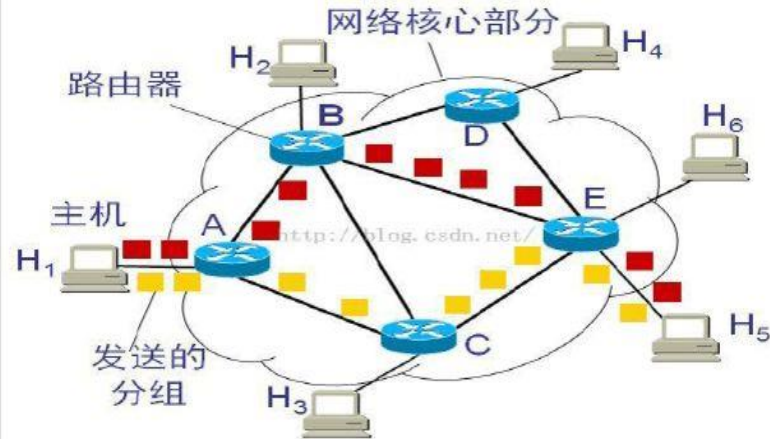 网络核心部分
H₂
H₄
路由器
B
D
H₆
主机
A
E
http://blog.csdn.net/
H₁
发送的
分组
C
H₅
H₃